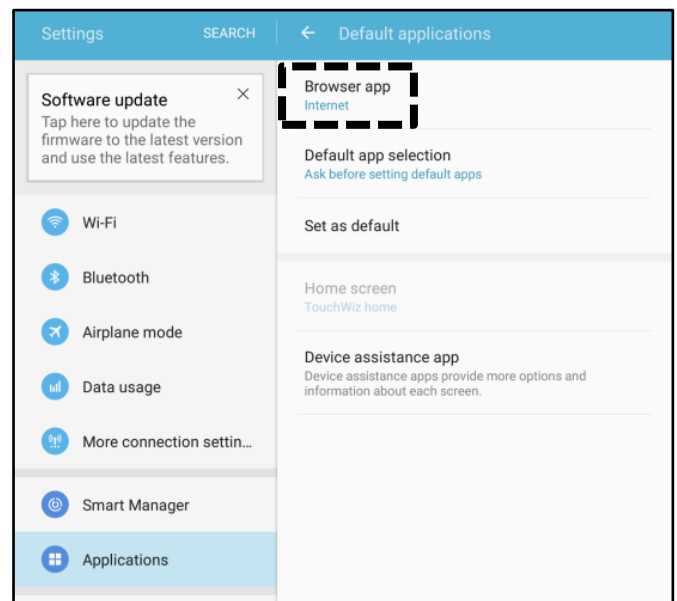 Settings
SEARCH
Default applications
Software update
Tap here to update the
firmware to the latest version
and use the latest features.
Wi-Fi
Bluetooth
Airplane mode
Data usage
More connection settin...
Smart Manager
Applications
Browser app
Internet
Default app selection
Ask before setting default apps
Set as default
Home screen
TouchWiz home
Device assistance app
Device assistance apps provide more options and
information about each screen.